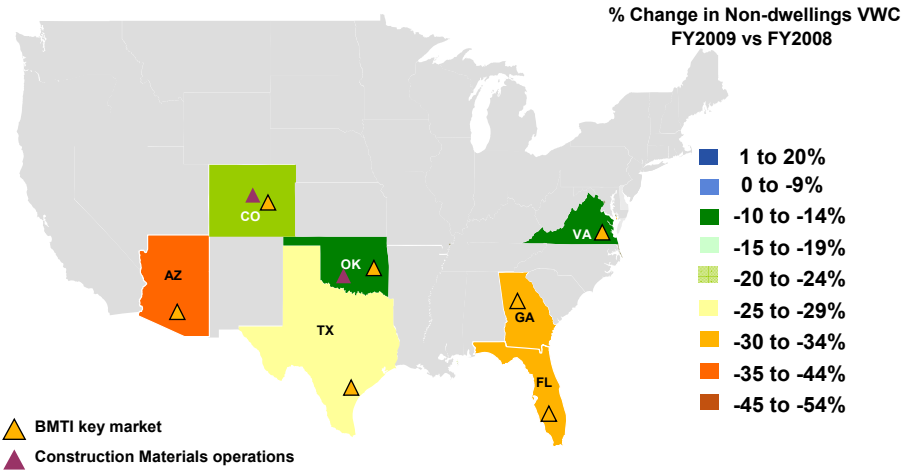 % Change in Non-dwellings VWC
FY2009 vs FY2008
1 to 20%
0 to -9%
-10 to -14%
-15 to -19%
-20 to -24%
-25 to -29%
-30 to -34%
-35 to -44%
-45 to -54%
CO
VA
OK
AZ
GA
TX
FL
BMTI key market
Construction Materials operations